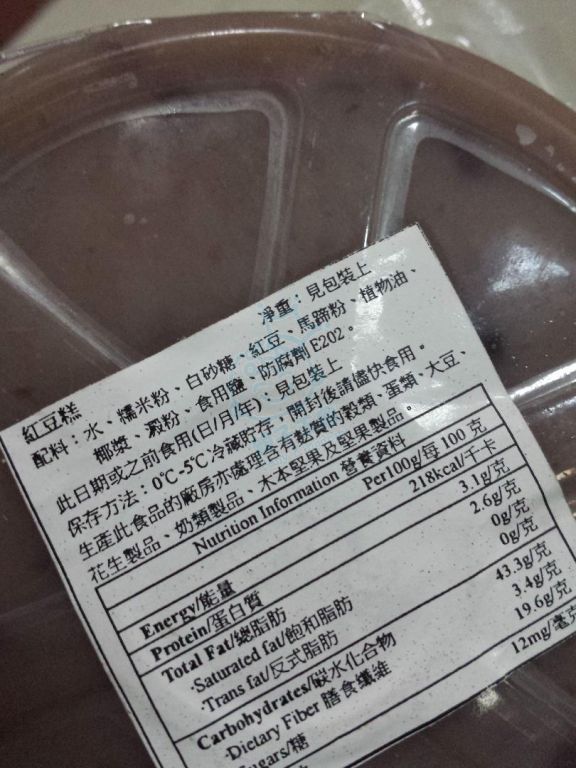 紅豆糕
淨重：見包裝上
配料：水、糯米粉、白砂糖、紅豆、馬蹄粉、植物油、
椰漿、澱粉、食用鹽、防腐劑E202。
此日期或之前食用(日/月/年)：見包裝上
保存方法：0℃-5℃冷藏貯存，開封後請儘快食用。
生產此食品的廠房亦處理含有麩質的穀類、蛋類、大豆、
花生製品、奶類製品、木本堅果及堅果製品。
Nutrition Information 營養資料
Per100g/每 100 克
Energy/能量 218kcal/千卡
Protein/蛋白質 3.1g/克
Total Fat/總脂肪 2.6g/克
·Saturated fat/飽和脂肪 0g/克
·Trans fat/反式脂肪 0g/克
Carbohydrates/碳水化合物 43.3g/克
·Dietary Fiber 膳食纖維 3.4g/克
ugars/糖 19.6g/克
12mg/毫克